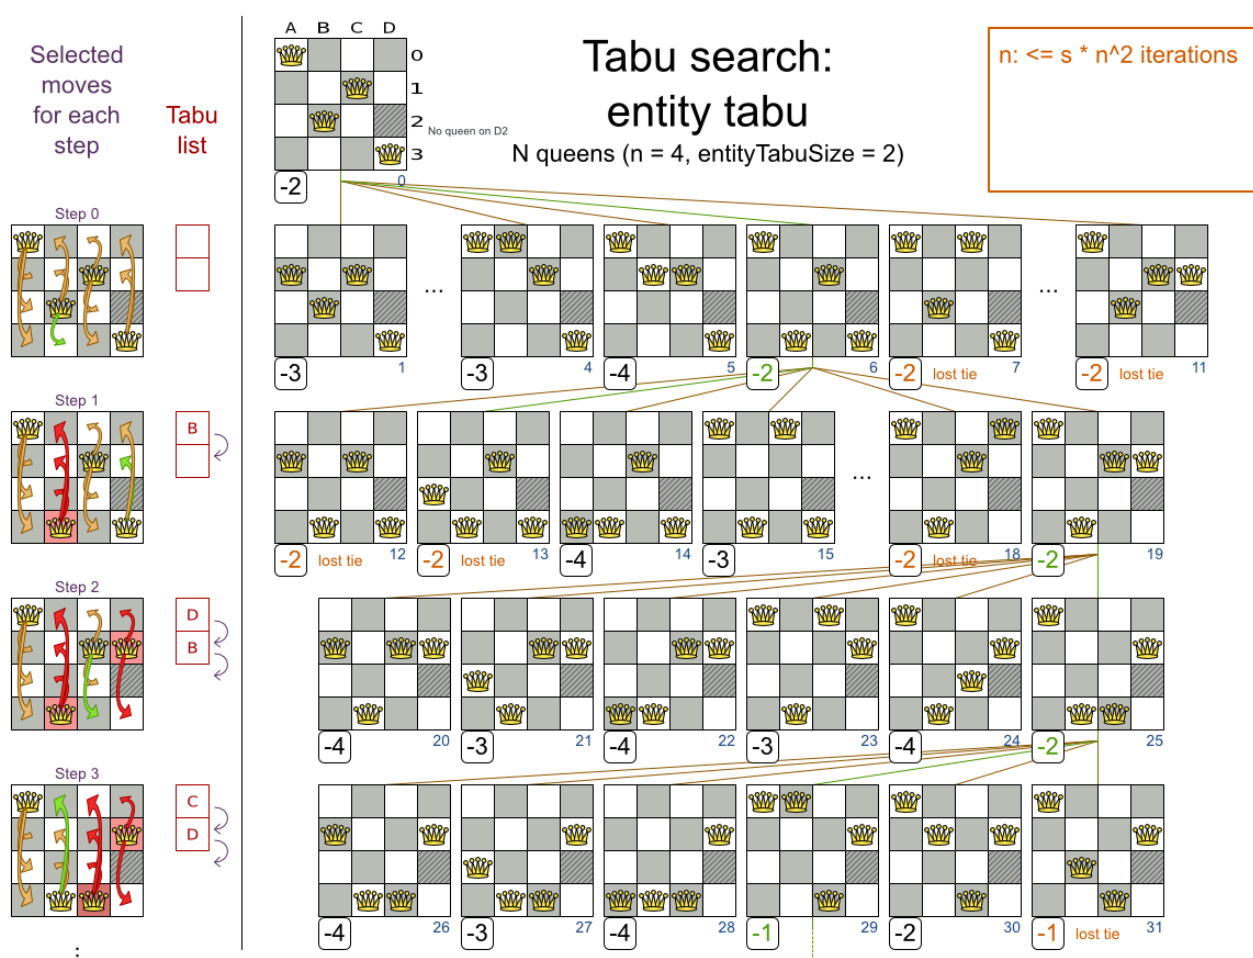 Selected
moves
for each
step
Tabu
list
A B C D
0
1
2
3
No queen on D2
-2
0
Tabu search:
entity tabu
N queens (n = 4, entityTabuSize = 2)
n: <= s * n^2 iterations
Step 0
...
...
-3 1
-3 4
-4 5
-2 6
-2 lost tie 7
-2 lost tie 11
Step 1
B
...
-2 lost tie 12
-2 lost tie 13
-4 14
-3 15
-2 lost tie 18
-2 19
Step 2
D
B
-4 20
-3 21
-4 22
-3 23
-4 24
-2 25
Step 3
C
D
-4 26
-3 27
-4 28
-1 29
-2 30
-1 lost tie 31
: